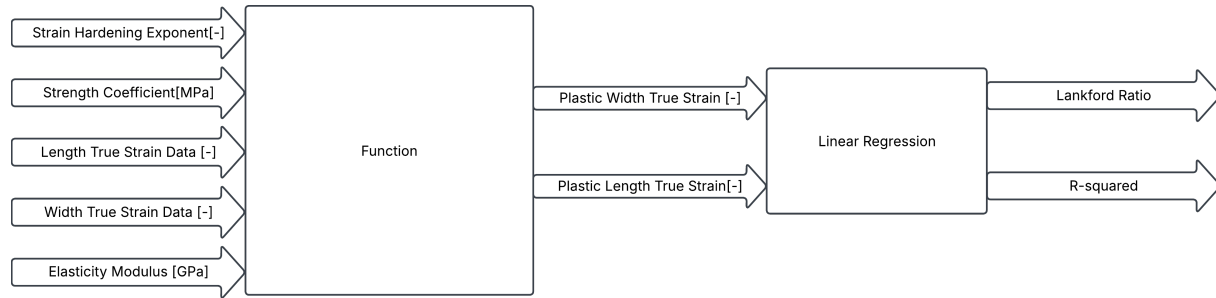 Strain Hardening Exponent[-]
Strength Coefficient[MPa]
Length True Strain Data [-]
Width True Strain Data [-]
Elasticity Modulus [GPa]
Function
Plastic Width True Strain [-]
Plastic Length True Strain[-]
Linear Regression
Lankford Ratio
R-squared